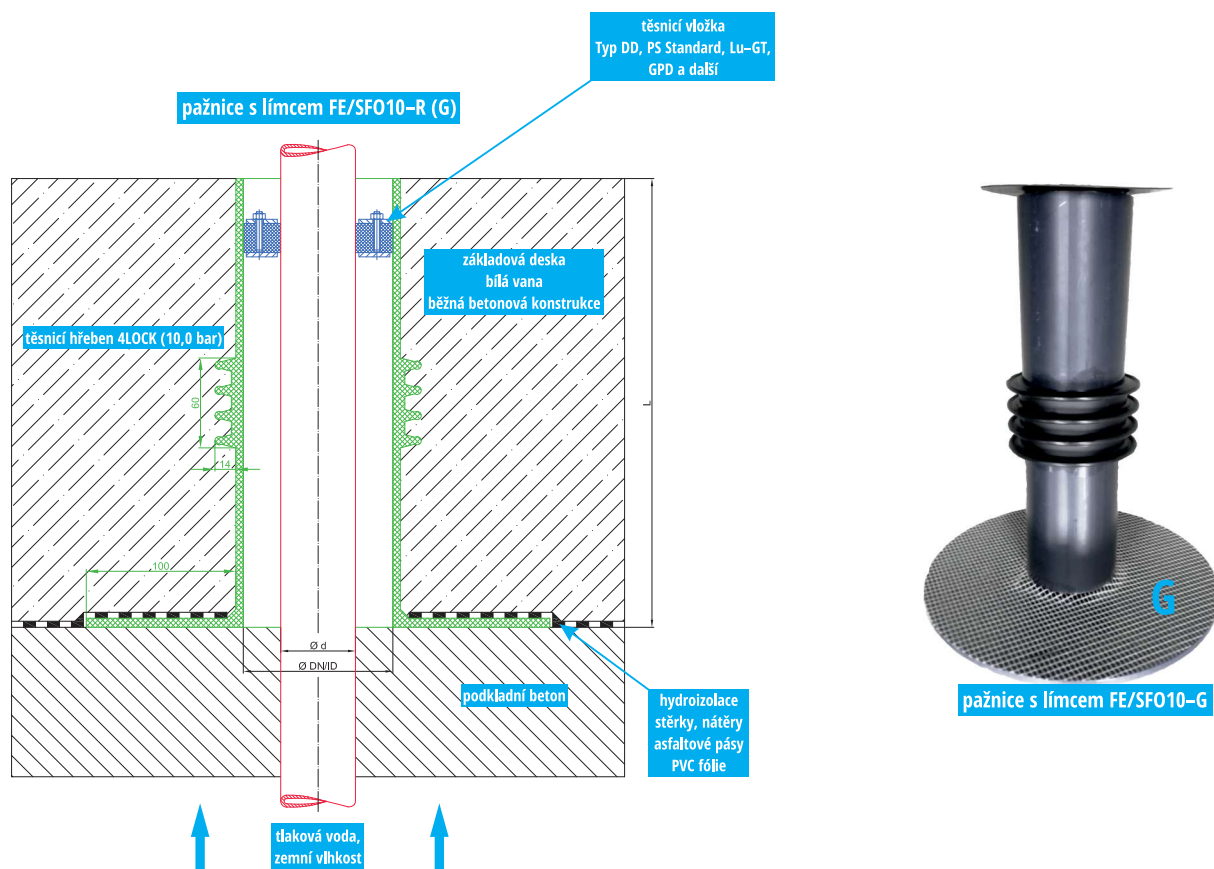 těsnicí vložka
Typ DD, PS Standard, Lu–GT,
GPD a další
pažnice s límcem FE/SFO10–R (G)
základová deska
bílá vana
běžná betonová konstrukce
těsnicí hřeben 4LOCK (10,0 bar)
60
14
L
100
Ø d
Ø DN/ID
podkladní beton
hydroizolace
stěrky, nátěry
asfaltové pásy
PVC fólie
tlaková voda,
zemní vlhkost
G
pažnice s límcem FE/SFO10–G